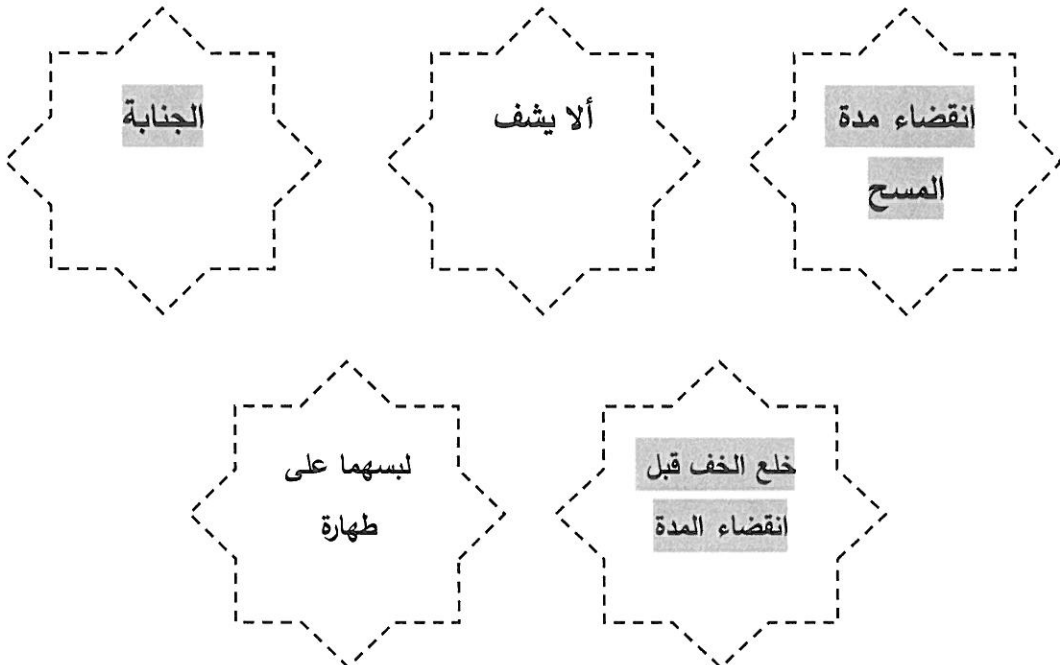 انقضاء مدة
المسح
ألا يشف
الجنابة
خلع الخف قبل
انقضاء المدة
لبسهما على
طهارة